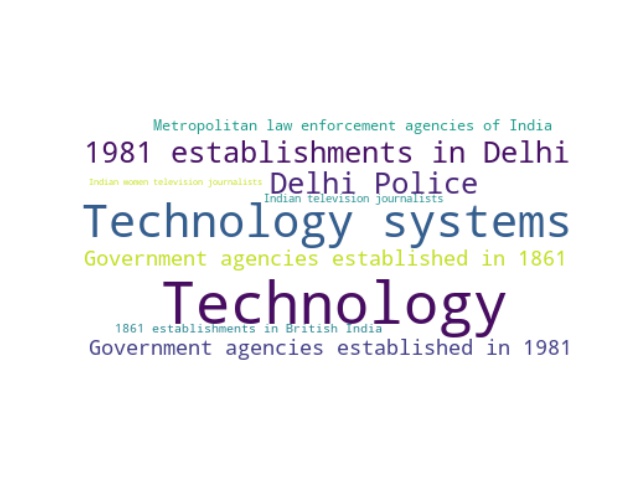 Metropolitan law enforcement agencies of India
1981 establishments in Delhi
Indian women television journalists
Delhi Police
Indian television journalists
Technology systems
Government agencies established in 1861
Technology
1861 establishments in British India
Government agencies established in 1981